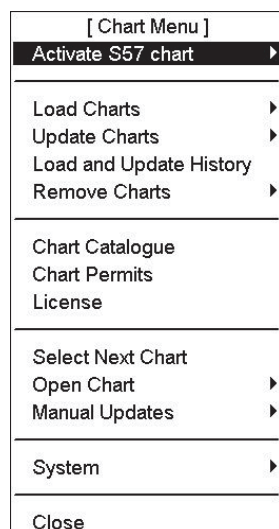 [ Chart Menu ]
Activate S57 chart
Load Charts
Update Charts
Load and Update History
Remove Charts
Chart Catalogue
Chart Permits
License
Select Next Chart
Open Chart
Manual Updates
System
Close